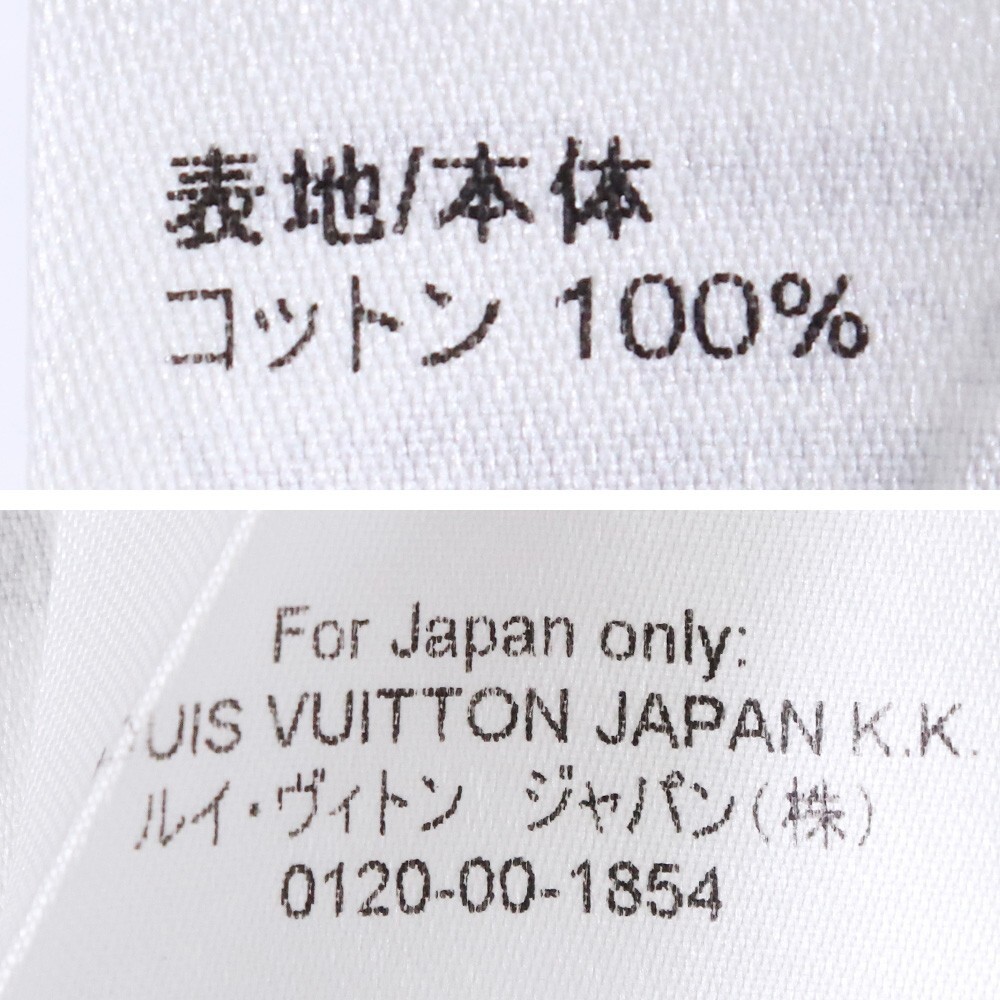 表地/本体
コットン 100%
For Japan only:
LOUIS VUITTON JAPAN K.K.
ルイ・ヴィトン ジャパン(株)
0120-00-1854